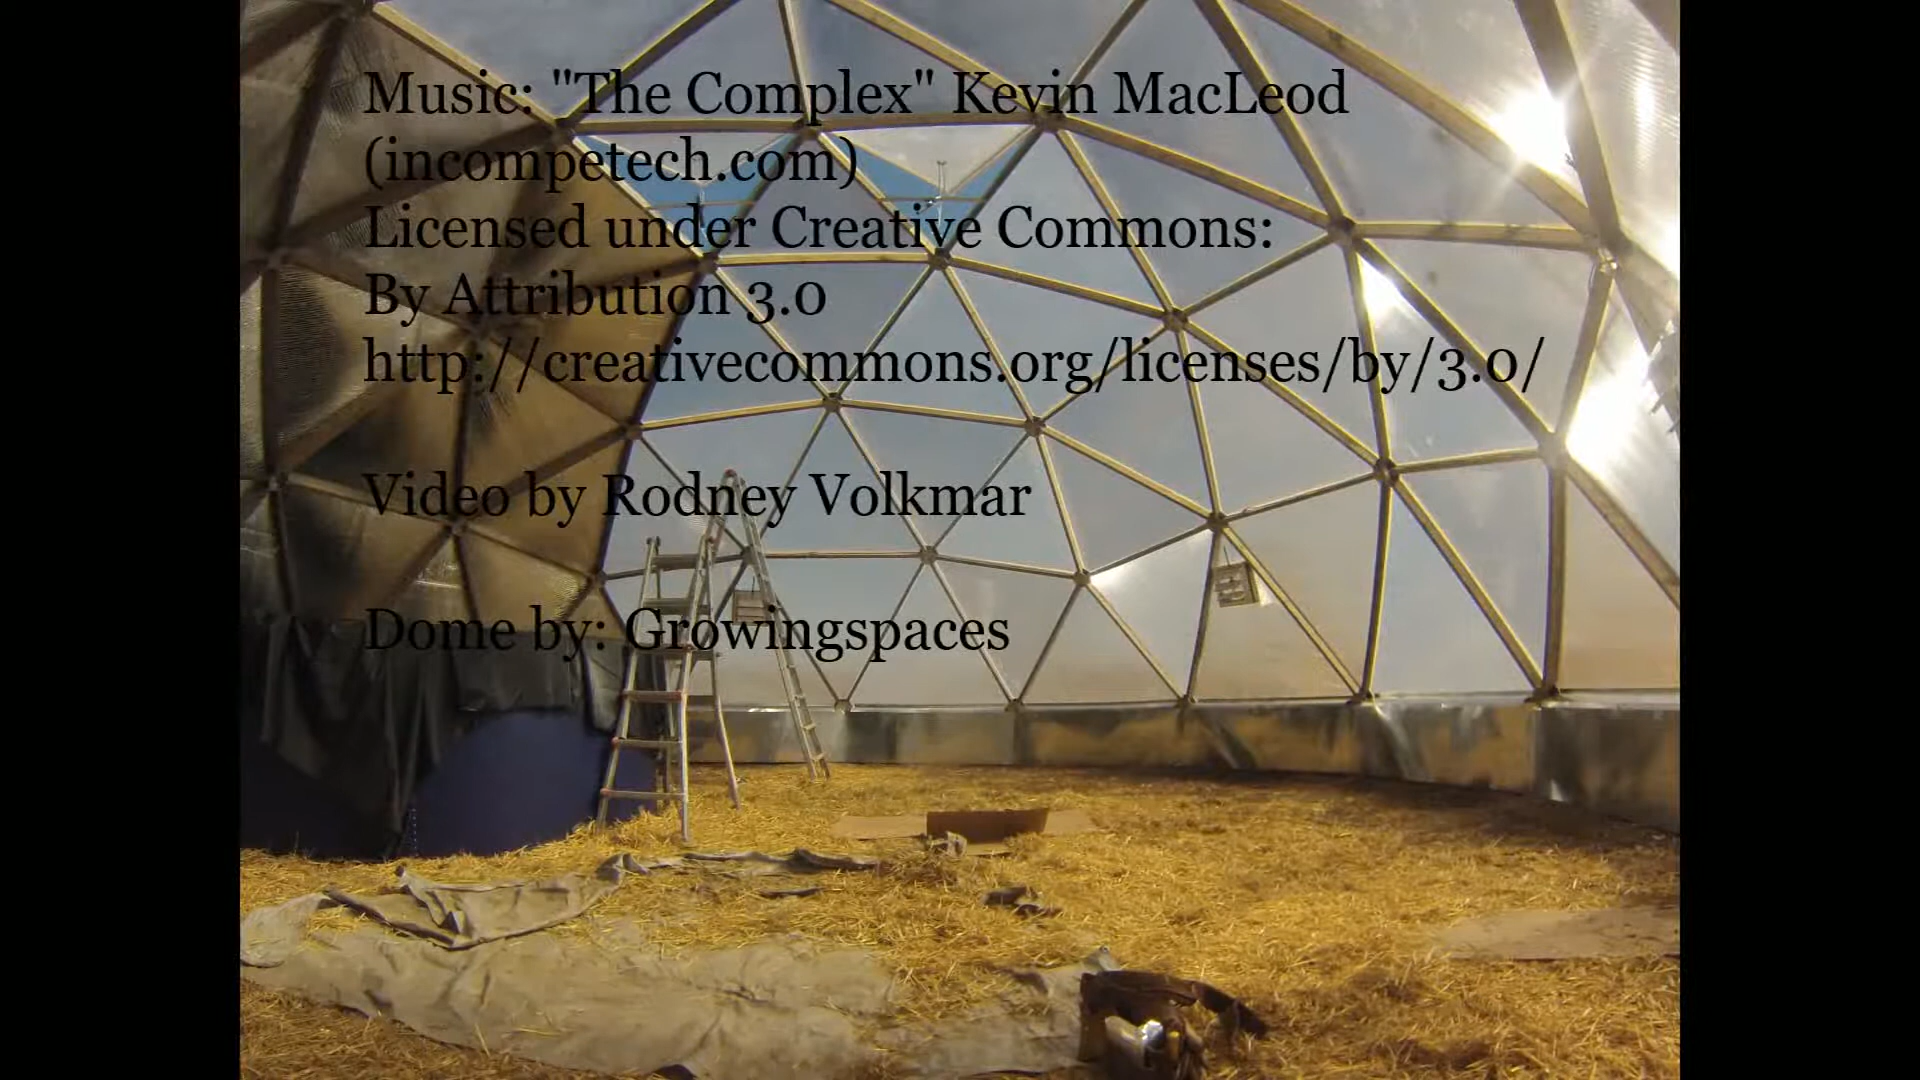 Music: "The Complex" Kevin MacLeod
(incompetech.com)
Licensed under Creative Commons:
By Attribution 3.0
http://creativecommons.org/licenses/by/3.0/
Video by Rodney Volkmar
Dome by: Growingspaces